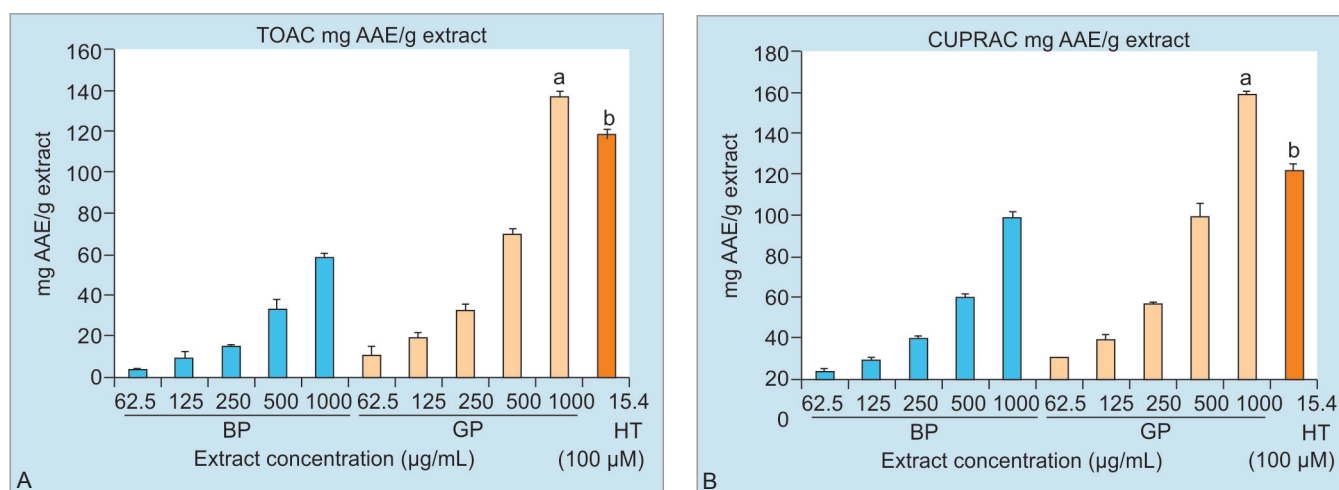 TOAC mg AAE/g extract
160
140
120
100
80
60
40
20
0
mg AAE/g extract
a
b
62.5 125 250 500 1000 62.5 125 250 500 1000 15.4
BP GP HT
Extract concentration (µg/mL) (100 µM)
A
CUPRAC mg AAE/g extract
180
160
140
120
100
80
60
40
20
0
mg AAE/g extract
a
b
62.5 125 250 500 1000 62.5 125 250 500 1000 15.4
BP GP HT
Extract concentration (µg/mL) (100 µM)
B